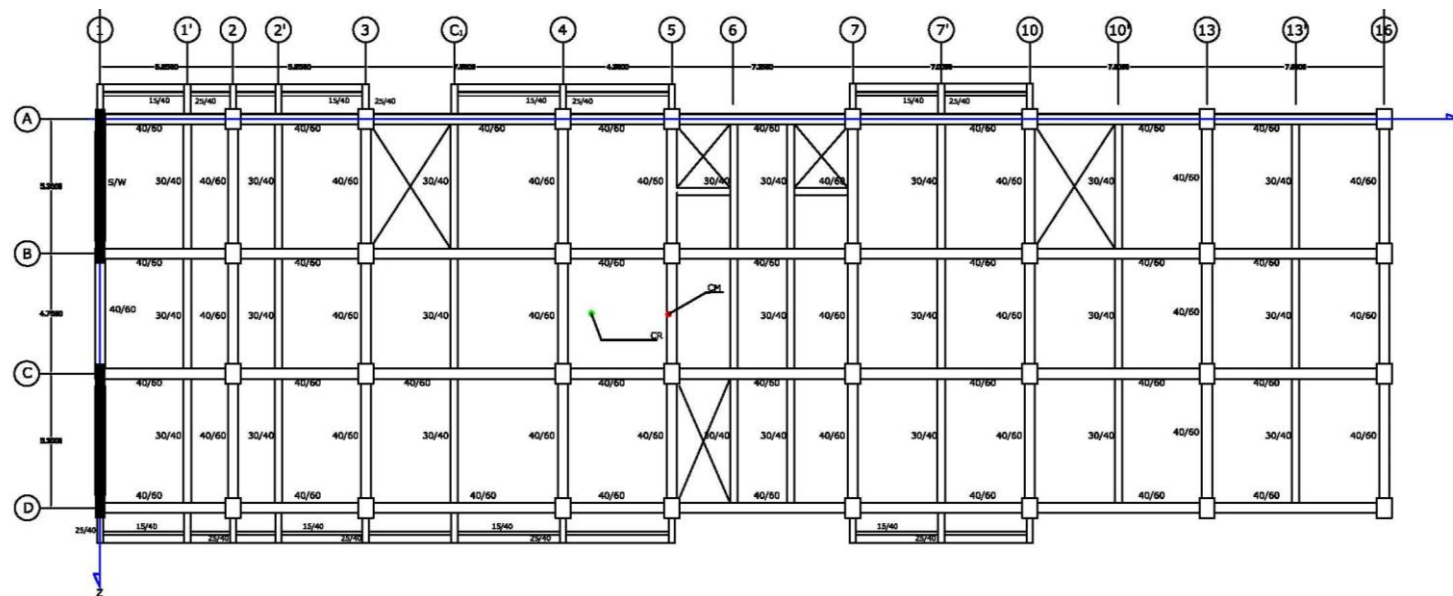 1 1' 2 2' 3 C₁ 4 5 6 7 7' 10 10' 13 13' 16
15/40 25/40 15/40 25/40 15/40 25/40 15/40 25/40
A
40/60 40/60 40/60 40/60 40/60 40/60 40/60 40/60
S/W 30/40 40/60 30/40 40/60 30/40 40/60 40/60 30/40 30/40 40/60 30/40 40/60 30/40 40/60 30/40 40/60
B
40/60 40/60 40/60 40/60 40/60 40/60 40/60
CM
40/60 30/40 40/60 30/40 40/60 30/40 40/60 30/40 40/60 30/40 40/60 30/40 40/60 30/40 40/60
CR
C
40/60 40/60 40/60 40/60 40/60 40/60 40/60 40/60
30/40 40/60 30/40 40/60 30/40 40/60 40/60 30/40 30/40 40/60 30/40 40/60 30/40 40/60 30/40 40/60
D
40/60 40/60 40/60 40/60 40/60 40/60 40/60
25/40 15/40 15/40 15/40 15/40
25/40 25/40 25/40 25/40
Z